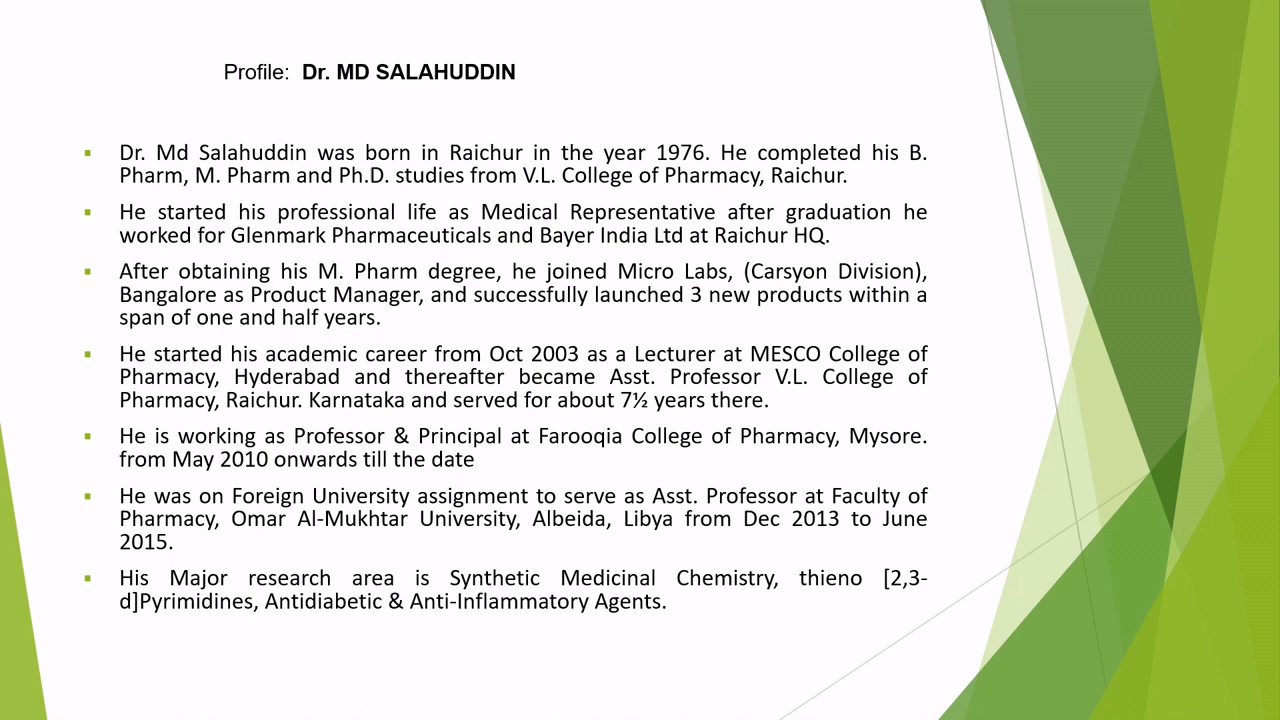 Profile: Dr. MD SALAHUDDIN
Dr. Md Salahuddin was born in Raichur in the year 1976. He completed his B.
Pharm, M. Pharm and Ph.D. studies from V.L. College of Pharmacy, Raichur.
He started his professional life as Medical Representative after graduation he
worked for Glenmark Pharmaceuticals and Bayer India Ltd at Raichur HQ.
After obtaining his M. Pharm degree, he joined Micro Labs, (Carsyon Division),
Bangalore as Product Manager, and successfully launched 3 new products within a
span of one and half years.
He started his academic career from Oct 2003 as a Lecturer at MESCO College of
Pharmacy, Hyderabad and thereafter became Asst. Professor V.L. College of
Pharmacy, Raichur. Karnataka and served for about 7½ years there.
He is working as Professor & Principal at Farooqia College of Pharmacy, Mysore.
from May 2010 onwards till the date
He was on Foreign University assignment to serve as Asst. Professor at Faculty of
Pharmacy, Omar Al-Mukhtar University, Albeida, Libya from Dec 2013 to June
2015.
His Major research area is Synthetic Medicinal Chemistry, thieno [2,3-
d]Pyrimidines, Antidiabetic & Anti-Inflammatory Agents.